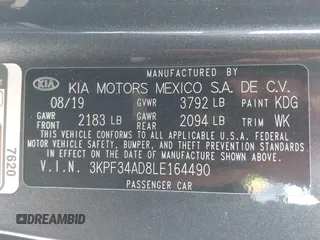 MANUFACTURED BY
KIA KIA MOTORS MEXICO S.A. DE C.V.
08/19 GVWR 3792 LB PAINT KDG
GAWR FRONT 2183 LB GAWR REAR 2094 LB TRIM WK
THIS VEHICLE CONFORMS TO ALL APPLICABLE U.S.
FEDERAL MOTOR VEHICLE SAFETY, BUMPER, AND
THEFT PREVENTION STANDARDS IN EFFECT ON
THE DATE OF MANUFACTURE SHOWN ABOVE.
V.I.N. 3KPF34AD8LE164490
PASSENGER CAR
7620
DREAMBID